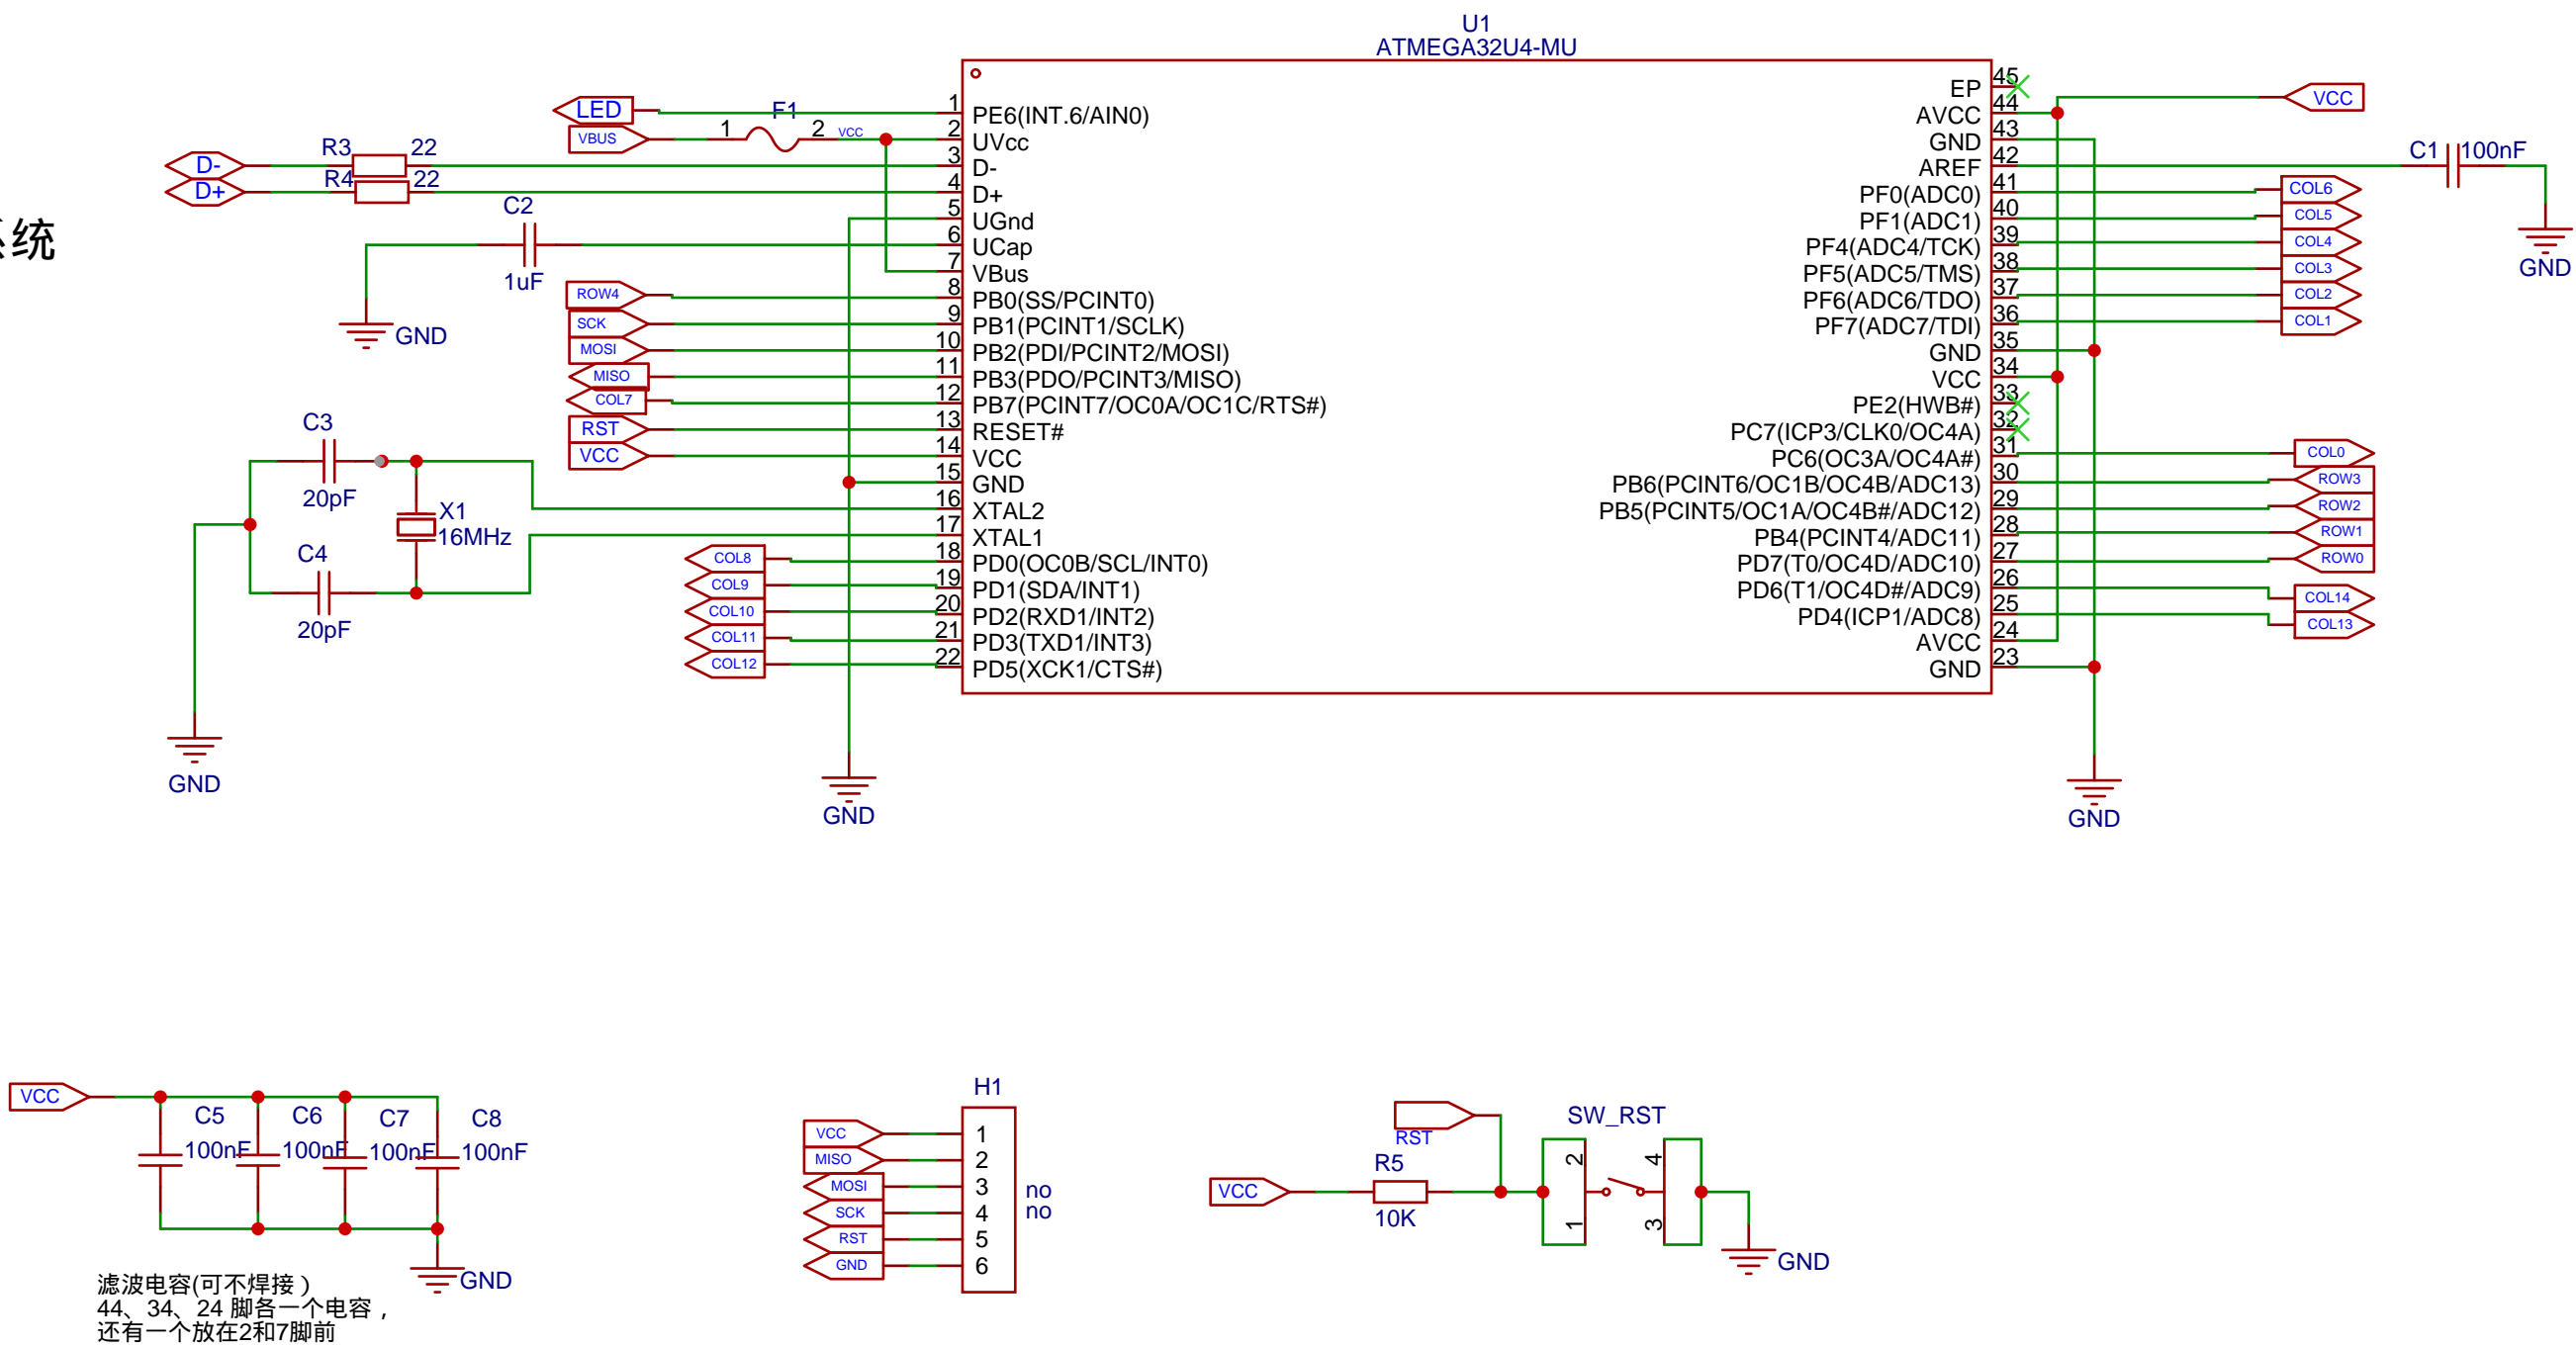 U1
ATMEGA32U4-MU
LED
VBUS
F1
1
2
VCC
D-
R3
22
D+
R4
22
统
C2
1uF
GND
ROW4
SCK
MOSI
MISO
COL7
RST
VCC
C3
20pF
X1
16MHz
C4
20pF
GND
COL8
COL9
COL10
COL11
COL12
GND
1 PE6(INT.6/AIN0)
2 UVcc
3 D-
4 D+
5 UGnd
6 UCap
7 VBus
8 PB0(SS/PCINT0)
9 PB1(PCINT1/SCLK)
10 PB2(PDI/PCINT2/MOSI)
11 PB3(PDO/PCINT3/MISO)
12 PB7(PCINT7/OC0A/OC1C/RTS#)
13 RESET#
14 VCC
15 GND
16 XTAL2
17 XTAL1
18 PD0(OC0B/SCL/INT0)
19 PD1(SDA/INT1)
20 PD2(RXD1/INT2)
21 PD3(TXD1/INT3)
22 PD5(XCK1/CTS#)
EP 45
AVCC 44
GND 43
AREF 42
PF0(ADC0) 41
PF1(ADC1) 40
PF4(ADC4/TCK) 39
PF5(ADC5/TMS) 38
PF6(ADC6/TDO) 37
PF7(ADC7/TDI) 36
GND 35
VCC 34
PE2(HWB#) 33
PC7(ICP3/CLK0/OC4A) 32
PC6(OC3A/OC4A#) 31
PB6(PCINT6/OC1B/OC4B/ADC13) 30
PB5(PCINT5/OC1A/OC4B#/ADC12) 29
PB4(PCINT4/ADC11) 28
PD7(T0/OC4D/ADC10) 27
PD6(T1/OC4D#/ADC9) 26
PD4(ICP1/ADC8) 25
AVCC 24
GND 23
VCC
C1 100nF
GND
COL6
COL5
COL4
COL3
COL2
COL1
COL0
ROW3
ROW2
ROW1
ROW0
COL14
COL13
GND
VCC
C5
100nF
C6
100nF
C7
100nF
C8
100nF
GND
滤波电容(可不焊接）
44、34、24 脚各一个电容，
还有一个放在2和7脚前
H1
VCC 1
MISO 2
MOSI 3
SCK 4
RST 5
GND 6
no
no
RST
VCC
R5
10K
SW_RST
2
1
4
3
GND